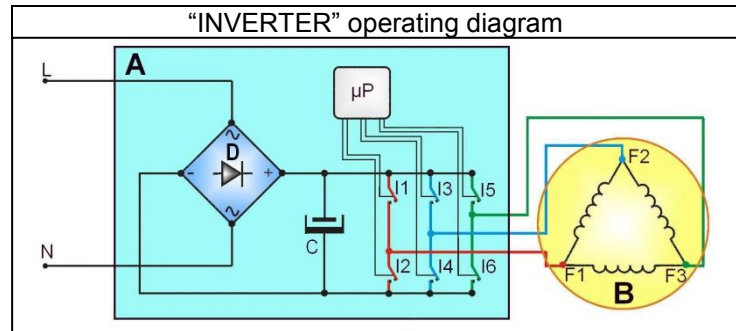 “INVERTER” operating diagram
A
L
µP
D
- +
I1 I3 I5
F2
C
N
I2 I4 I6
F1 F3
B